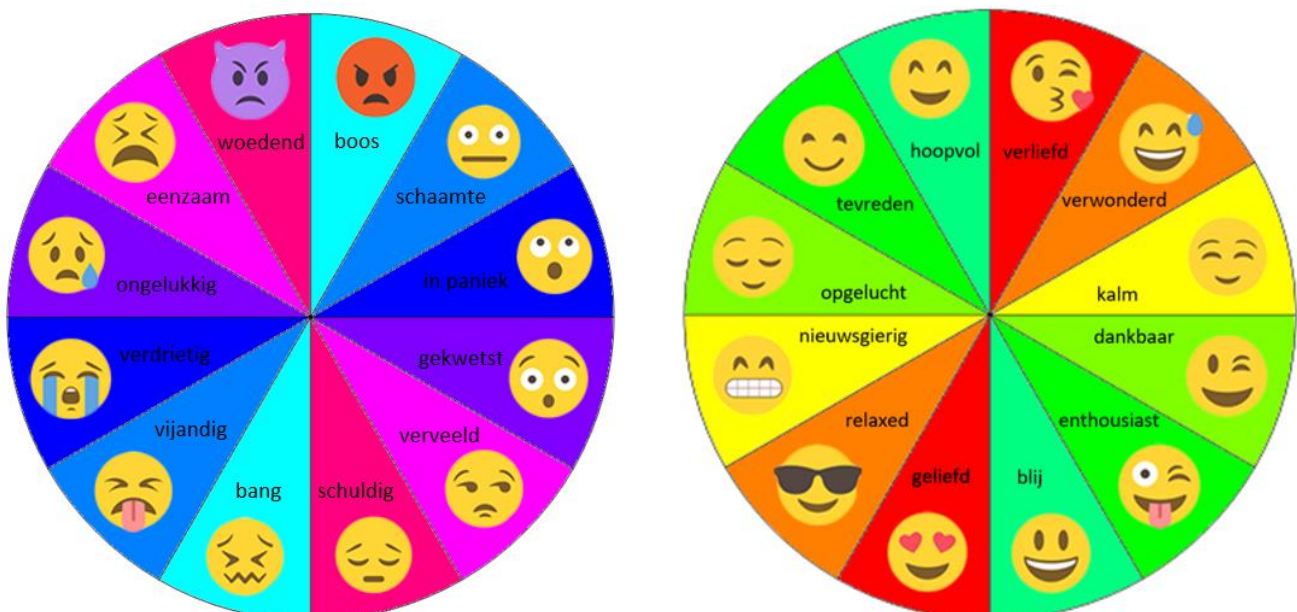 woedend
boos
schaamte
in paniek
gekwetst
verveeld
schuldig
bang
vijandig
verdrietig
ongelukkig
eenzaam
hoopvol
verliefd
verwonderd
kalm
dankbaar
enthousiast
blij
geliefd
relaxed
nieuwsgierig
opgelucht
tevreden